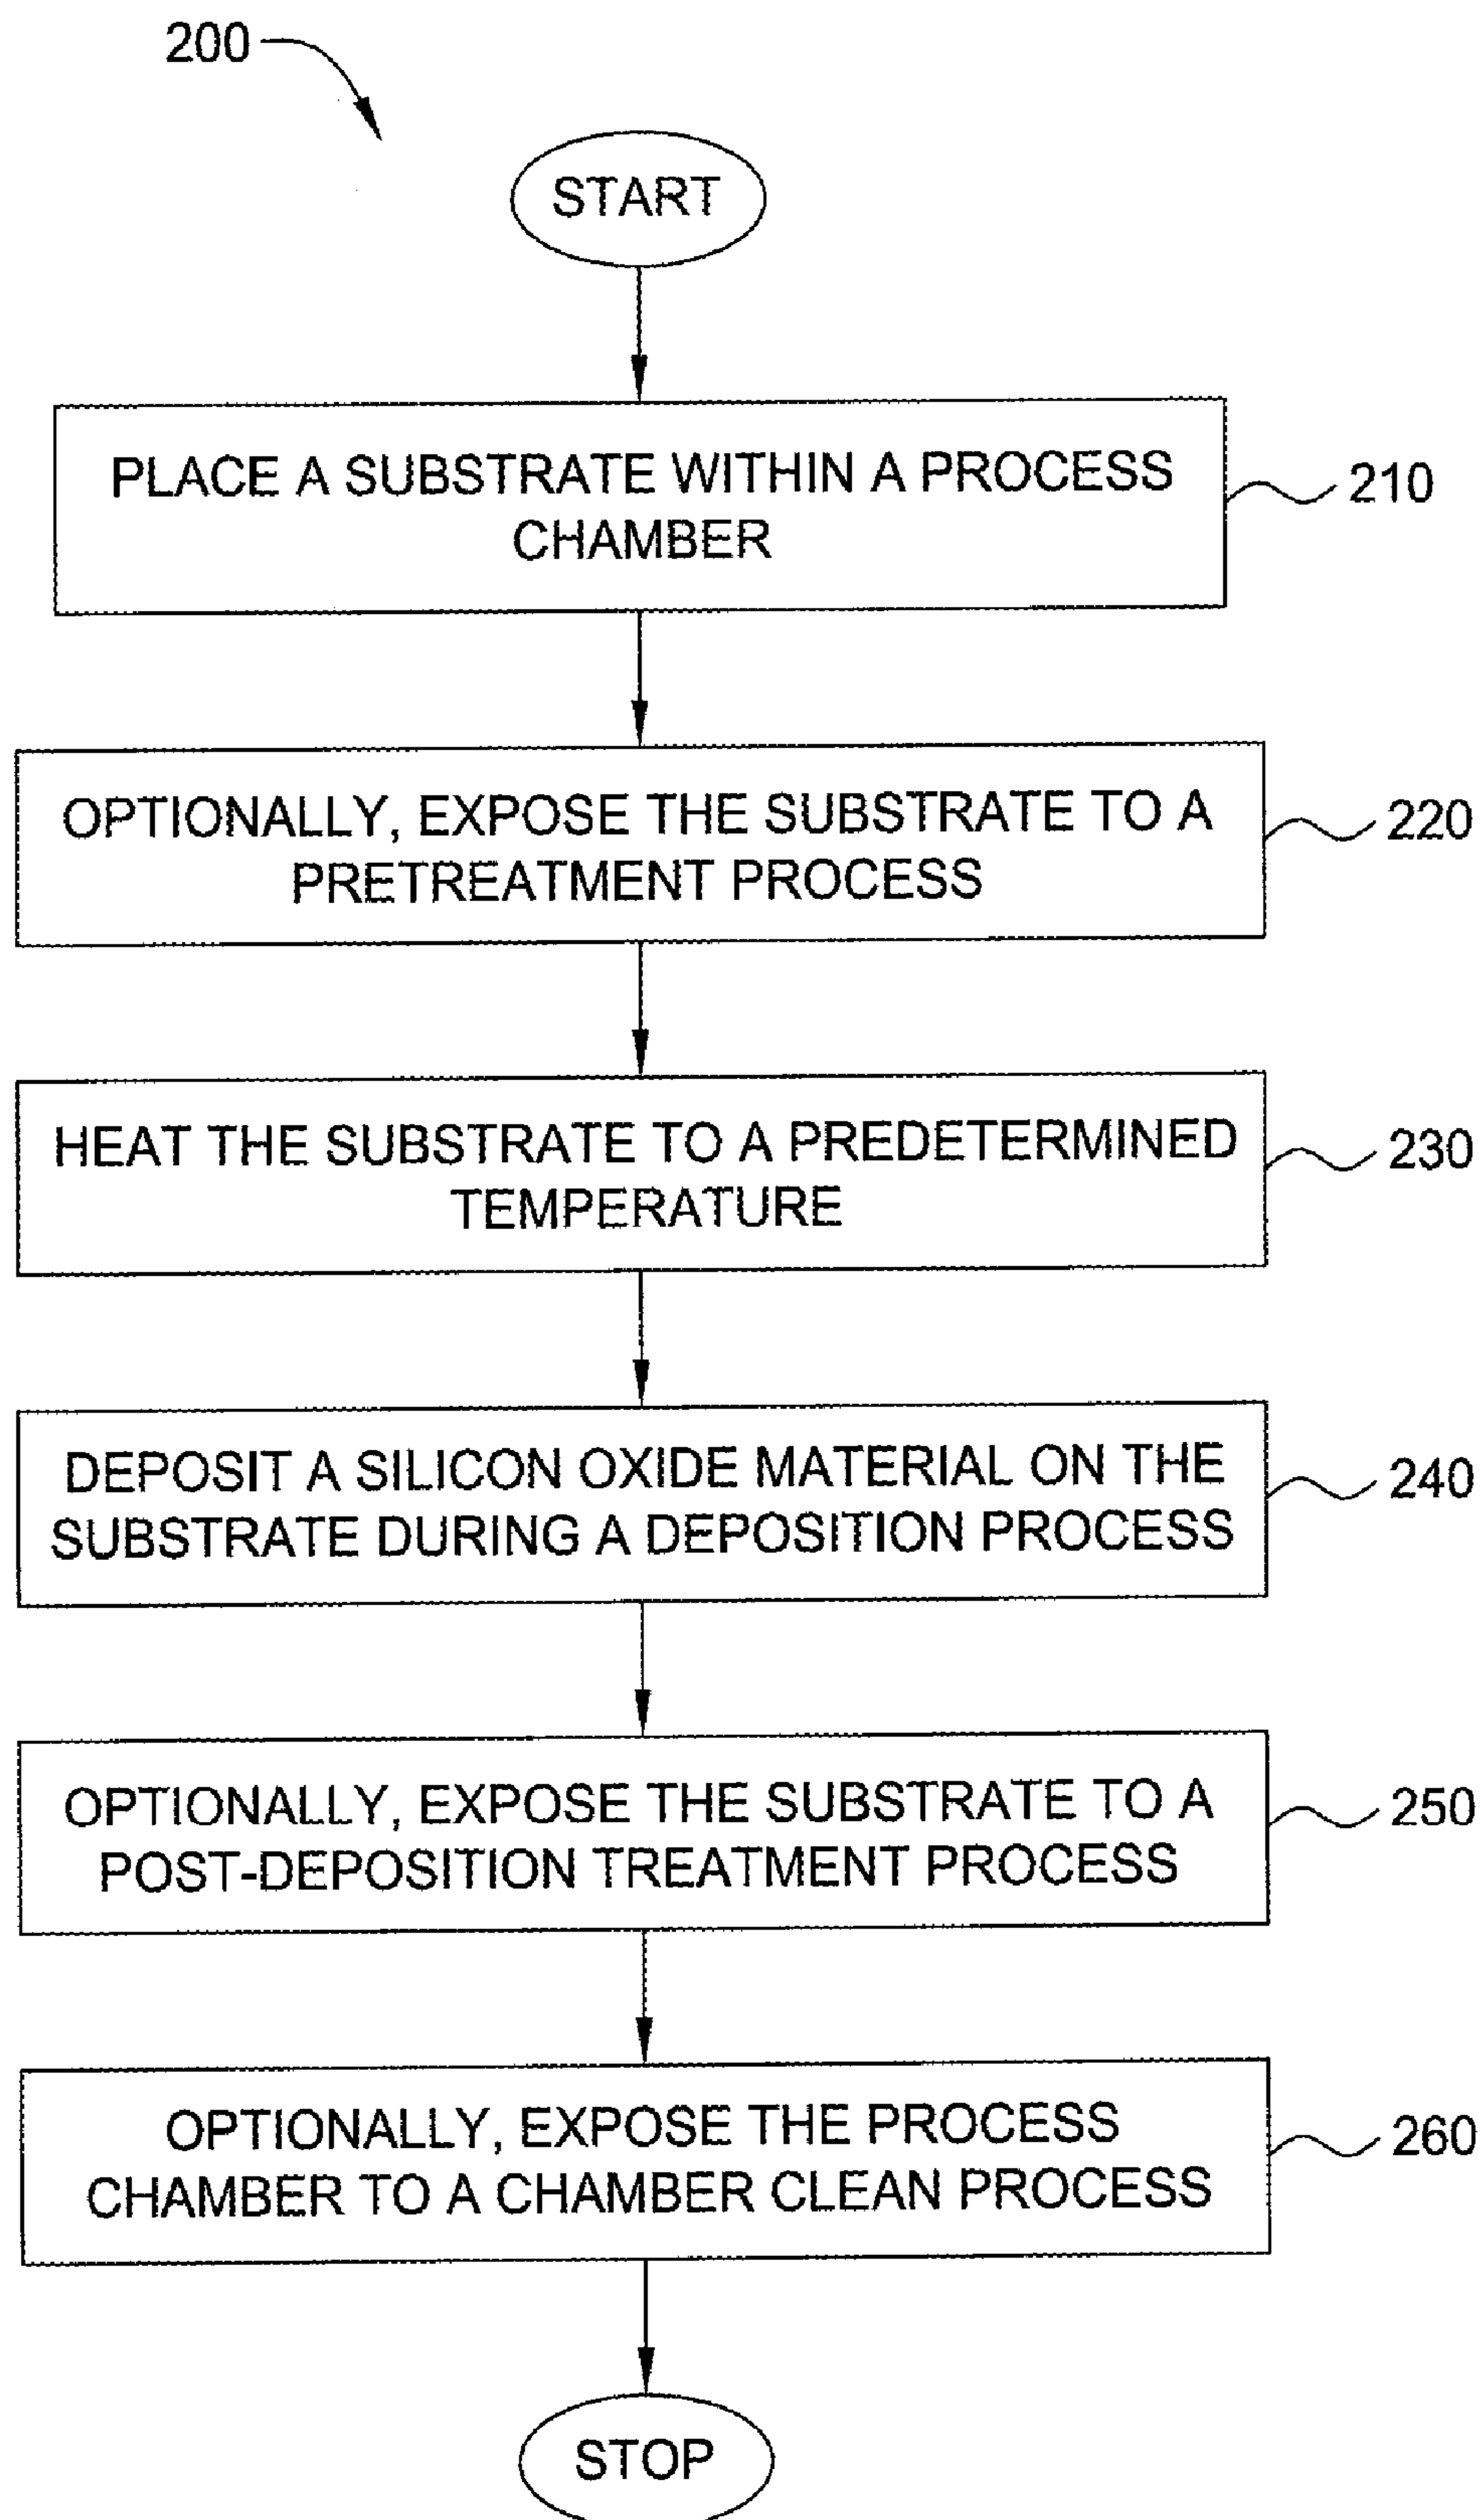 200
START
PLACE A SUBSTRATE WITHIN A PROCESS
CHAMBER
210
OPTIONALLY, EXPOSE THE SUBSTRATE TO A
PRETREATMENT PROCESS
220
HEAT THE SUBSTRATE TO A PREDETERMINED
TEMPERATURE
230
DEPOSIT A SILICON OXIDE MATERIAL ON THE
SUBSTRATE DURING A DEPOSITION PROCESS
240
OPTIONALLY, EXPOSE THE SUBSTRATE TO A
POST-DEPOSITION TREATMENT PROCESS
250
OPTIONALLY, EXPOSE THE PROCESS
CHAMBER TO A CHAMBER CLEAN PROCESS
260
STOP